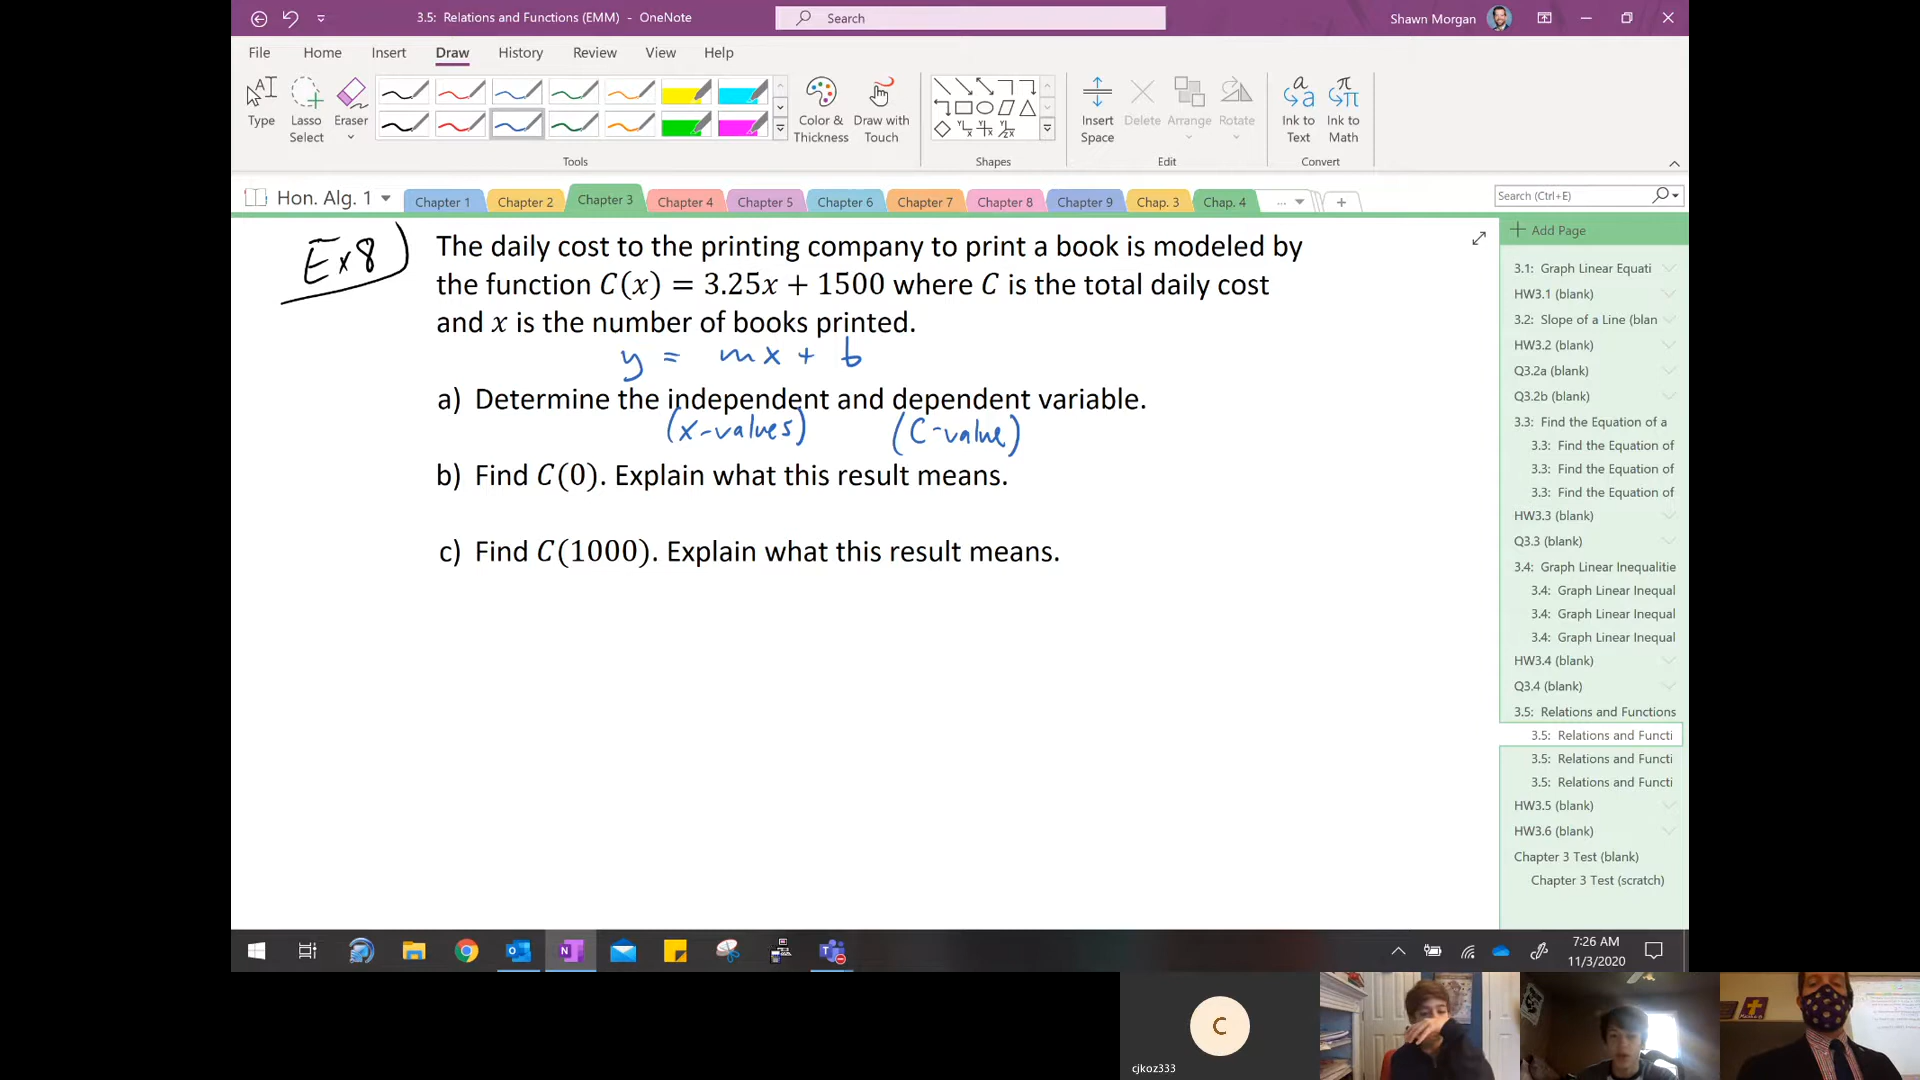 3.5: Relations and Functions (EMM) - OneNote
Search
Shawn Morgan
File Home Insert Draw History Review View Help
Type
Lasso Select
Eraser
Color & Thickness
Draw with Touch
Insert Space
Delete
Arrange
Rotate
Ink to Text
Ink to Math
Tools
Shapes
Edit
Convert
Hon. Alg. 1
Chapter 1 Chapter 2 Chapter 3 Chapter 4 Chapter 5 Chapter 6 Chapter 7 Chapter 8 Chapter 9 Chap. 3 Chap. 4 ...
Search (Ctrl+E)
Ex 8)
The daily cost to the printing company to print a book is modeled by
the function C(x) = 3.25x + 1500 where C is the total daily cost
and x is the number of books printed.
y = mx + b
a) Determine the independent and dependent variable.
(x-values) (C-value)
b) Find C(0). Explain what this result means.
c) Find C(1000). Explain what this result means.
Add Page
3.1: Graph Linear Equati
HW3.1 (blank)
3.2: Slope of a Line (blan
HW3.2 (blank)
Q3.2a (blank)
Q3.2b (blank)
3.3: Find the Equation of a
3.3: Find the Equation of
3.3: Find the Equation of
3.3: Find the Equation of
HW3.3 (blank)
Q3.3 (blank)
3.4: Graph Linear Inequalitie
3.4: Graph Linear Inequal
3.4: Graph Linear Inequal
3.4: Graph Linear Inequal
HW3.4 (blank)
Q3.4 (blank)
3.5: Relations and Functions
3.5: Relations and Functi
3.5: Relations and Functi
3.5: Relations and Functi
HW3.5 (blank)
HW3.6 (blank)
Chapter 3 Test (blank)
Chapter 3 Test (scratch)
7:26 AM
11/3/2020
C
cjkoz333